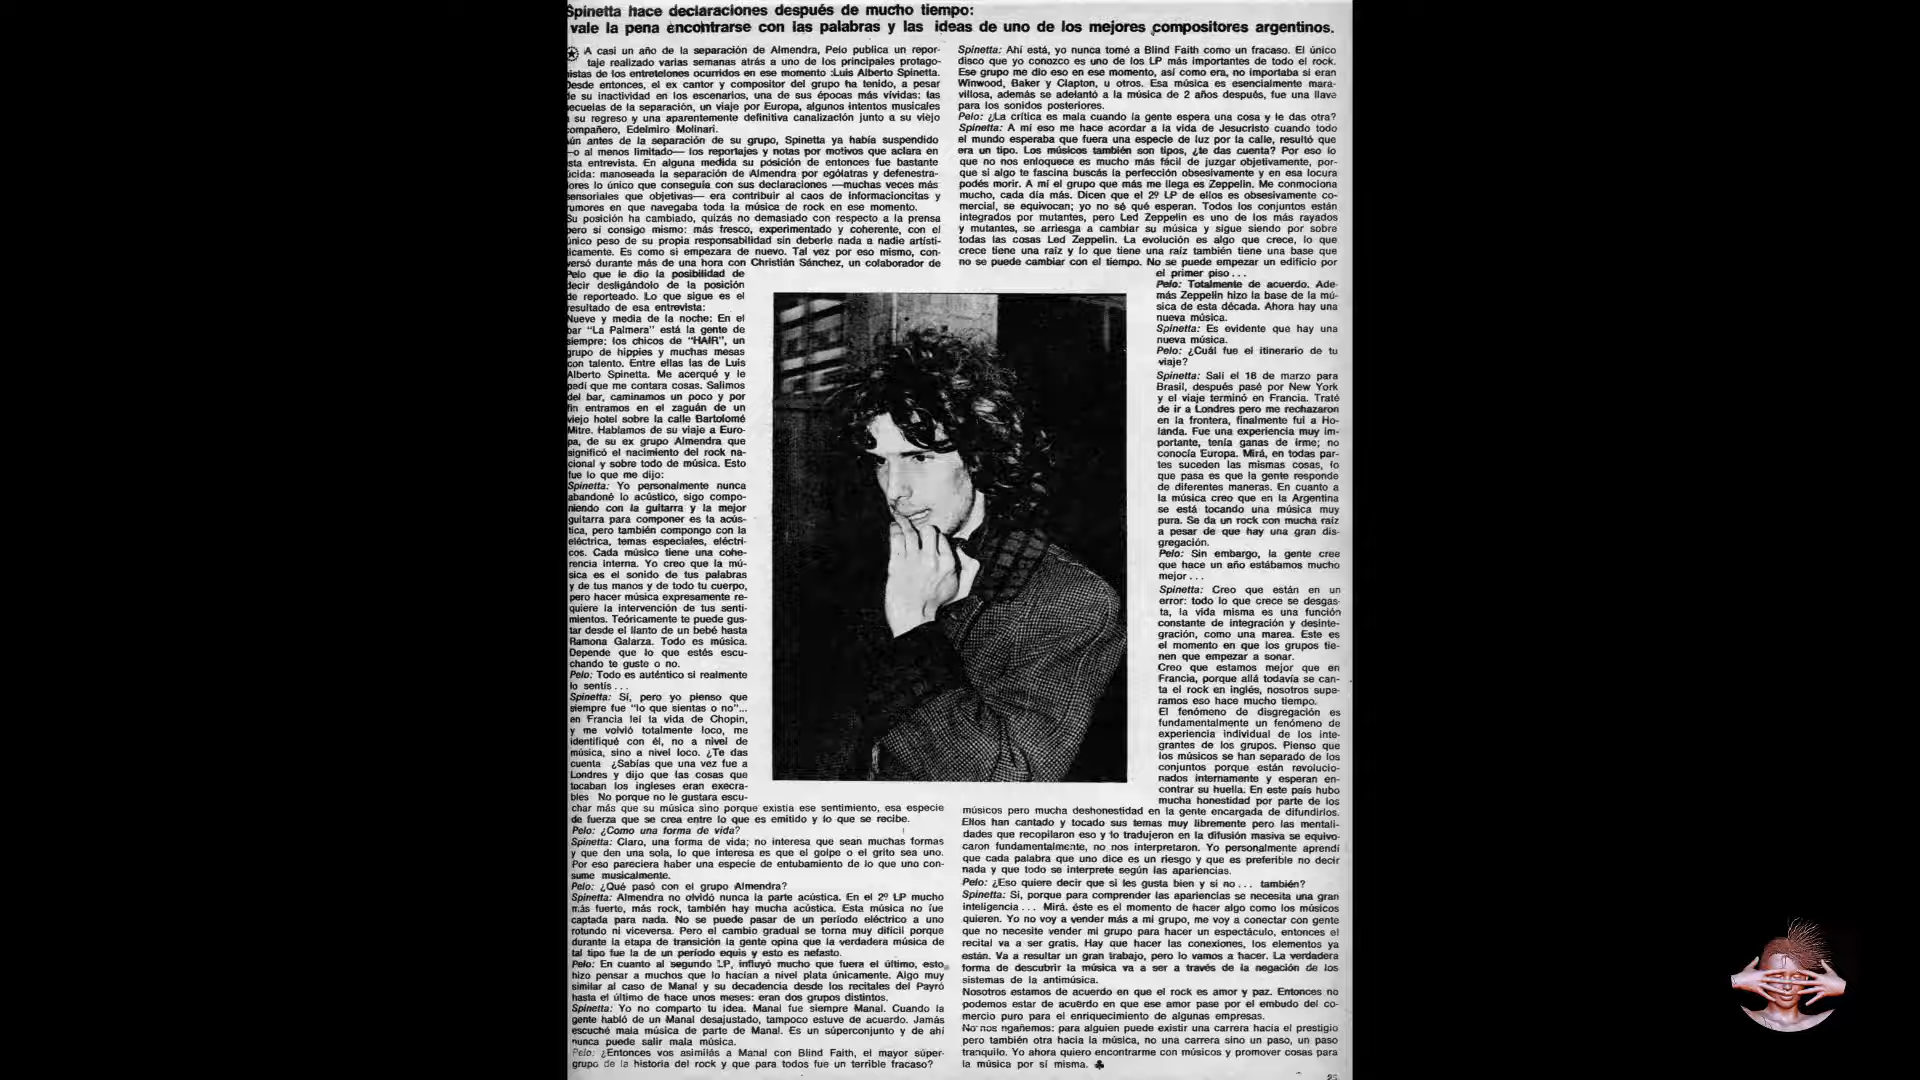 Spinetta hace declaraciones después de mucho tiempo:
vale la pena encontrarse con las palabras y las ideas de uno de los mejores compositores argentinos.
A casi un año de la separación de Almendra, Pelo publica un repor-
taje realizado varias semanas atrás a uno de los principales protago-
nistas de los entretelones ocurridos en ese momento :Luis Alberto Spinetta.
Desde entonces, el ex cantor y compositor del grupo ha tenido, a pesar
de su inactividad en los escenarios, una de sus épocas más vívidas: las
ecuelas de la separación, un viaje por Europa, algunos intentos musicales
a su regreso y una aparentemente definitiva canalización junto a su viejo
compañero, Edelmiro Molinari.
Aún antes de la separación de su grupo, Spinetta ya había suspendido
—o al menos limitado— los reportajes y notas por motivos que aclara en
esta entrevista. En alguna medida su posición de entonces fue bastante
úcida: manoseada la separación de Almendra por ególatras y defenestra-
dores lo único que conseguía con sus declaraciones —muchas veces más
sensoriales que objetivas— era contribuir al caos de informacioncitas y
rumores en que navegaba toda la música de rock en ese momento.
Su posición ha cambiado, quizás no demasiado con respecto a la prensa
pero sí consigo mismo: más fresco, experimentado y coherente, con el
único peso de su propia responsabilidad sin deberle nada a nadie artísti-
ticamente. Es como si empezara de nuevo. Tal vez por eso mismo, con-
versó durante más de una hora con Christián Sánchez, un colaborador de
Pelo que le dio la posibilidad de
decir desligándolo de la posición
de reporteado. Lo que sigue es el
resultado de esa entrevista:
Nueve y media de la noche: En el
bar "La Palmera" está la gente de
siempre: los chicos de "HAIR", un
grupo de hippies y muchas mesas
con talento. Entre ellas las de Luis
Alberto Spinetta. Me acerqué y le
pedí que me contara cosas. Salimos
del bar, caminamos un poco y por
fin entramos en el zaguán de un
viejo hotel sobre la calle Bartolomé
Mitre. Hablamos de su viaje a Euro-
pa, de su ex grupo Almendra que
significó el nacimiento del rock na-
cional y sobre todo de música. Esto
fue lo que me dijo:
Spinetta: Yo personalmente nunca
abandoné lo acústico, sigo compo-
niendo con la guitarra y la mejor
guitarra para componer es la acús-
tica, pero también compongo con la
eléctrica, temas especiales, eléctri-
cos. Cada músico tiene una cohe-
rencia interna. Yo creo que la mú-
sica es el sonido de tus palabras
y de tus manos y de todo tu cuerpo,
pero hacer música expresamente re-
quiere la intervención de tus senti-
mientos. Teóricamente te puede gus-
tar desde el llanto de un bebé hasta
Ramona Galarza. Todo es música.
Depende que lo que estés escu-
chando te guste o no.
Pelo: Todo es auténtico si realmente
lo sentís . . .
Spinetta: Sí, pero yo pienso que
siempre fue "lo que sientas o no"...
en Francia leí la vida de Chopin,
y me volvió totalmente loco, me
identifiqué con él, no a nivel de
música, sino a nivel loco. ¿Te das
cuenta ¿Sabías que una vez fue a
Londres y dijo que las cosas que
tocaban los ingleses eran execra-
bles No porque no le gustara escu-
char más que su música sino porque existía ese sentimiento, esa especie
de fuerza que se crea entre lo que es emitido y lo que se recibe.
Pelo: ¿Como una forma de vida?
Spinetta: Claro, una forma de vida; no interesa que sean muchas formas
y que den una sola, lo que interesa es que el golpe o el grito sea uno.
Por eso pareciera haber una especie de entubamiento de lo que uno con-
sume musicalmente.
Pelo: ¿Qué pasó con el grupo Almendra?
Spinetta: Almendra no olvidó nunca la parte acústica. En el 2º LP mucho
más fuerte, más rock, también hay mucha acústica. Esta música no fue
captada para nada. No se puede pasar de un período eléctrico a uno
rotundo ni viceversa. Pero el cambio gradual se torna muy difícil porque
durante la etapa de transición la gente opina que la verdadera música de
tal tipo fue la de un período equis y esto es nefasto.
Pelo: En cuanto al segundo LP, influyó mucho que fuera el último, esto
hizo pensar a muchos que lo hacían a nivel plata únicamente. Algo muy
similar al caso de Manal y su decadencia desde los recitales del Payró
hasta el último de hace unos meses: eran dos grupos distintos.
Spinetta: Yo no comparto tu idea. Manal fue siempre Manal. Cuando la
gente habló de un Manal desajustado, tampoco estuve de acuerdo. Jamás
escuché mala música de parte de Manal. Es un súperconjunto y de ahí
nunca puede salir mala música.
Pelo: ¿Entonces vos asimilás a Manal con Blind Faith, el mayor súper-
grupo de la historia del rock y que para todos fue un terrible fracaso?
Spinetta: Ahí está, yo nunca tomé a Blind Faith como un fracaso. El único
disco que yo conozco es uno de los LP más importantes de todo el rock.
Ese grupo me dio eso en ese momento, así como era, no importaba si eran
Winwood, Baker y Clapton, u otros. Esa música es esencialmente mara-
villosa, además se adelantó a la música de 2 años después, fue una llave
para los sonidos posteriores.
Pelo: ¿La crítica es mala cuando la gente espera una cosa y le das otra?
Spinetta: A mí eso me hace acordar a la vida de Jesucristo cuando todo
el mundo esperaba que fuera una especie de luz por la calle, resultó que
era un tipo. Los músicos también son tipos, ¿te das cuenta? Por eso lo
que no nos enloquece es mucho más fácil de juzgar objetivamente, por-
que si algo te fascina buscás la perfección obsesivamente y en esa locura
podés morir. A mí el grupo que más me llega es Zeppelin. Me conmociona
mucho, cada día más. Dicen que el 2º LP de ellos es obsesivamente co-
mercial, se equivocan; yo no sé qué esperan. Todos los conjuntos están
integrados por mutantes, pero Led Zeppelin es uno de los más rayados
y mutantes, se arriesga a cambiar su música y sigue siendo por sobre
todas las cosas Led Zeppelin. La evolución es algo que crece, lo que
crece tiene una raíz y lo que tiene una raíz también tiene una base que
no se puede cambiar con el tiempo. No se puede empezar un edificio por
el primer piso . . .
Pelo: Totalmente de acuerdo. Ade-
más Zeppelin hizo la base de la mú-
sica de esta década. Ahora hay una
nueva música.
Spinetta: Es evidente que hay una
nueva música.
Pelo: ¿Cuál fue el itinerario de tu
viaje?
Spinetta: Salí el 16 de marzo para
Brasil, después pasé por New York
y el viaje terminó en Francia. Traté
de ir a Londres pero me rechazaron
en la frontera, finalmente fui a Ho-
landa. Fue una experiencia muy im-
portante, tenía ganas de irme; no
conocía Europa. Mirá, en todas par-
tes suceden las mismas cosas, lo
que pasa es que la gente responde
de diferentes maneras. En cuanto a
la música creo que en la Argentina
se está tocando una música muy
pura. Se da un rock con mucha raíz
a pesar de que hay una gran dis-
gregación.
Pelo: Sin embargo, la gente cree
que hace un año estábamos mucho
mejor . . .
Spinetta: Creo que están en un
error: todo lo que crece se desgas-
ta, la vida misma es una función
constante de integración y desinte-
gración, como una marea. Este es
el momento en que los grupos tie-
nen que empezar a sonar.
Creo que estamos mejor que en
Francia, porque allá todavía se can-
ta el rock en inglés, nosotros supe-
ramos eso hace mucho tiempo.
El fenómeno de disgregación es
fundamentalmente un fenómeno de
experiencia individual de los inte-
grantes de los grupos. Pienso que
los músicos se han separado de los
conjuntos porque están revolucio-
nados internamente y esperan en-
contrar su huella. En este país hubo
mucha honestidad por parte de los
músicos pero mucha deshonestidad en la gente encargada de difundirlos.
Ellos han cantado y tocado sus temas muy libremente pero las mentali-
dades que recopilaron eso y lo tradujeron en la difusión masiva se equivo-
caron fundamentalmente, no nos interpretaron. Yo personalmente aprendí
que cada palabra que uno dice es un riesgo y que es preferible no decir
nada y que todo se interprete según las apariencias.
Pelo: ¿Eso quiere decir que si les gusta bien y si no . . . también?
Spinetta: Sí, porque para comprender las apariencias se necesita una gran
inteligencia . . . Mirá. éste es el momento de hacer algo como los músicos
quieren. Yo no voy a vender más a mi grupo, me voy a conectar con gente
que no necesite vender mi grupo para hacer un espectáculo, entonces el
recital va a ser gratis. Hay que hacer las conexiones, los elementos ya
están. Va a resultar un gran trabajo, pero lo vamos a hacer. La verdadera
forma de descubrir la música va a ser a través de la negación de los
sistemas de la antimúsica.
Nosotros estamos de acuerdo en que el rock es amor y paz. Entonces no
podemos estar de acuerdo en que ese amor pase por el embudo del co-
mercio puro para el enriquecimiento de algunas empresas.
No nos ngañemos: para alguien puede existir una carrera hacia el prestigio
pero también otra hacia la música, no una carrera sino un paso, un paso
tranquilo. Yo ahora quiero encontrarme con músicos y promover cosas para
la música por sí misma.